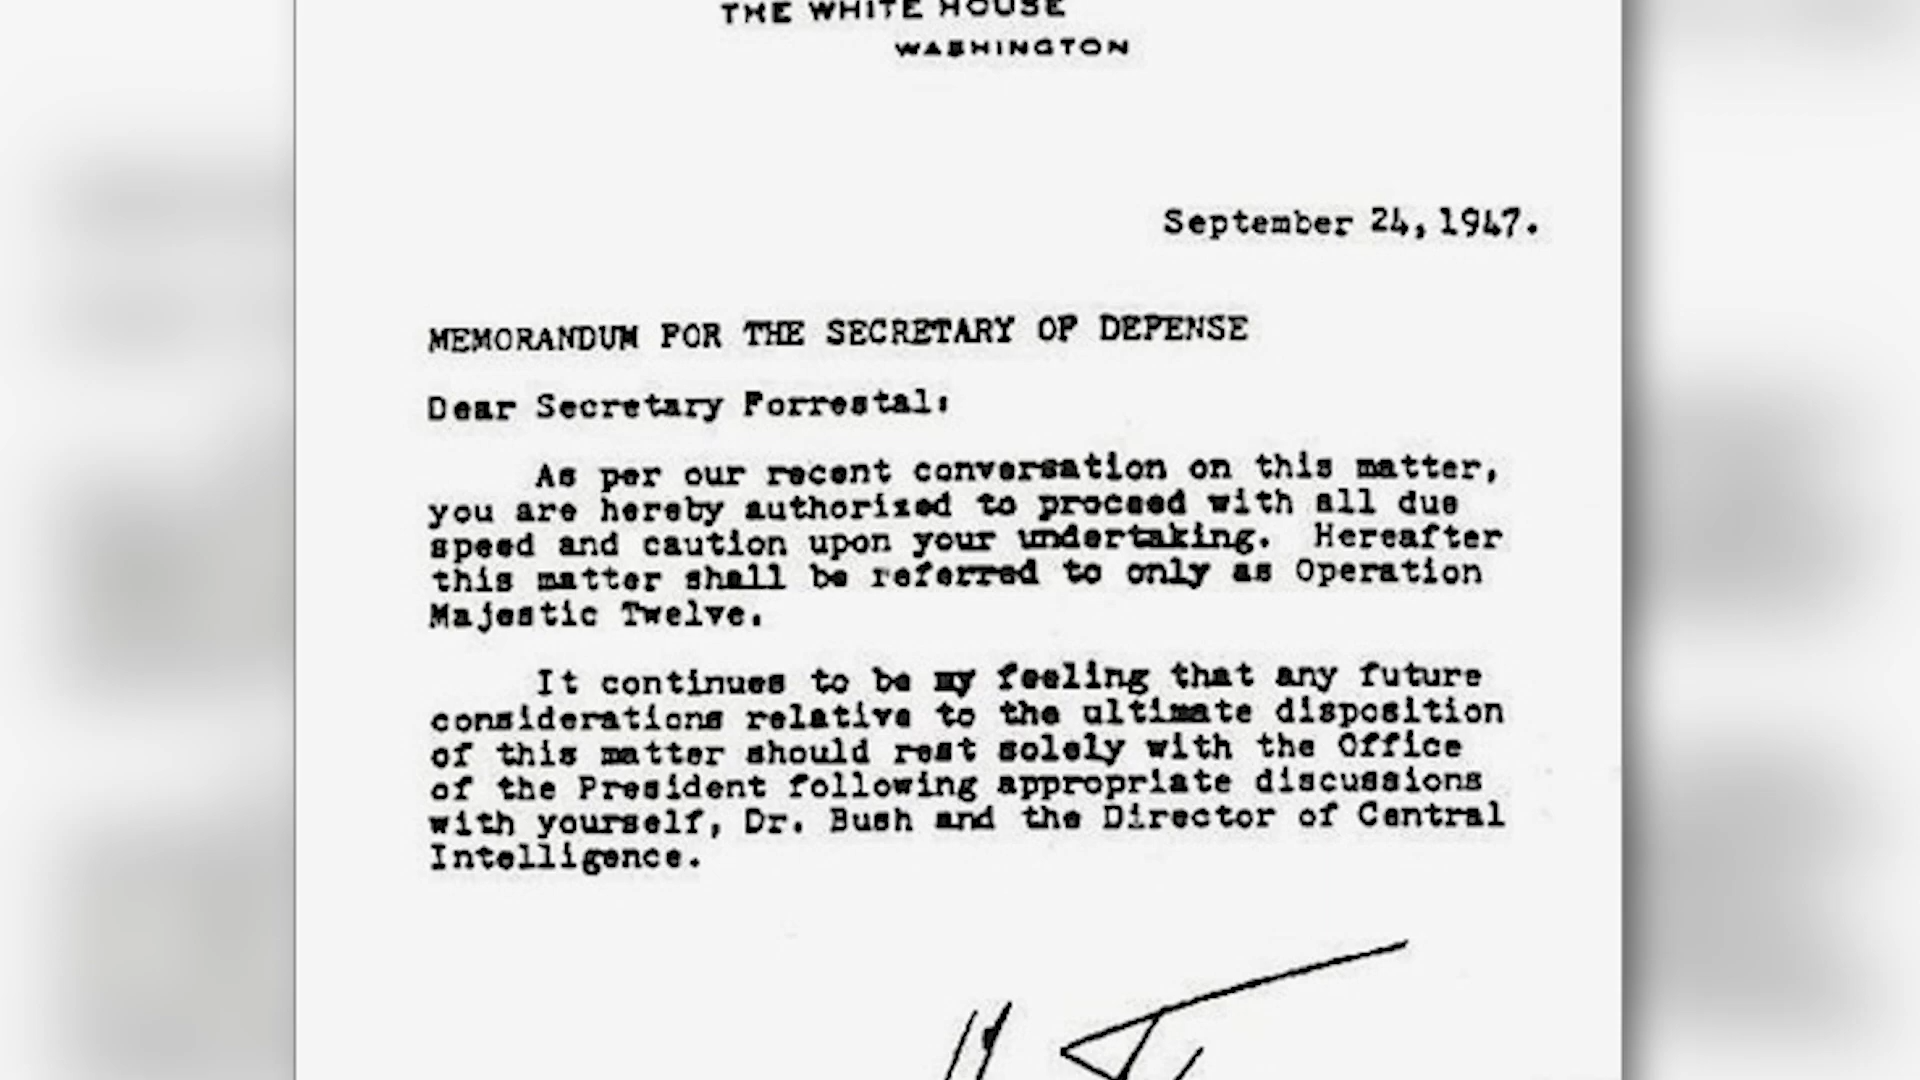 THE WHITE HOUSE
WASHINGTON
September 24, 1947.
MEMORANDUM FOR THE SECRETARY OF DEFENSE
Dear Secretary Forrestal:
As per our recent conversation on this matter,
you are hereby authorized to proceed with all due
speed and caution upon your undertaking. Hereafter
this matter shall be referred to only as Operation
Majestic Twelve.
It continues to be my feeling that any future
considerations relative to the ultimate disposition
of this matter should rest solely with the Office
of the President following appropriate discussions
with yourself, Dr. Bush and the Director of Central
Intelligence.